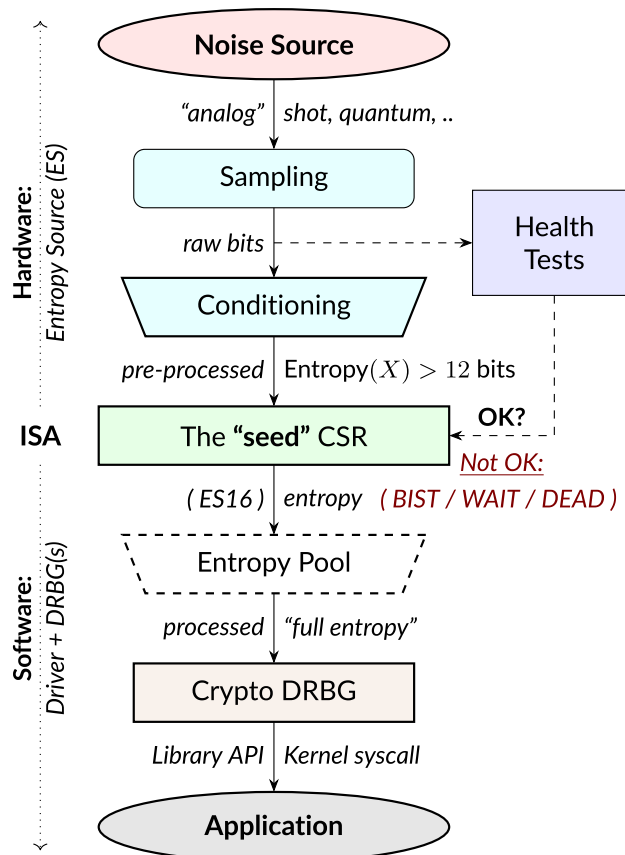 Noise Source
“analog” shot, quantum, ..
Sampling
raw bits
Health
Tests
Conditioning
pre-processed Entropy(X) > 12 bits
Hardware:
Entropy Source (ES)
ISA
The “seed” CSR
OK?
Not OK:
( ES16 ) entropy ( BIST / WAIT / DEAD )
Entropy Pool
processed “full entropy”
Software:
Driver + DRBG(s)
Crypto DRBG
Library API Kernel syscall
Application